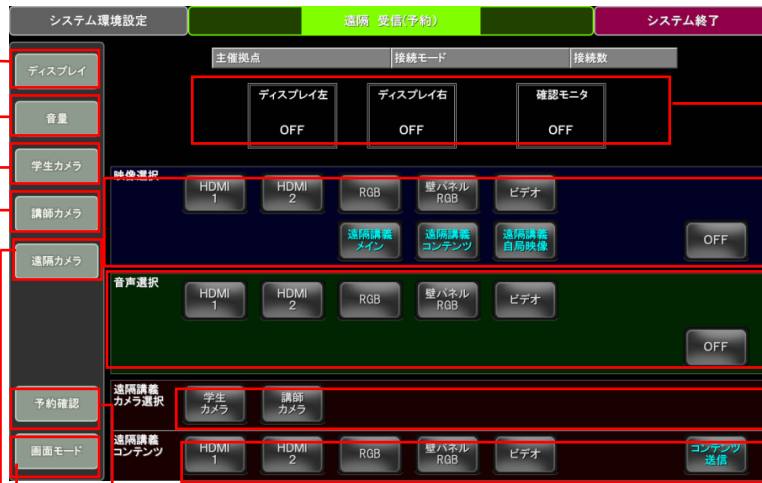 システム環境設定
遠隔 受信(予約)
システム終了
主催拠点
接続モード
接続数
ディスプレイ
音量
学生カメラ
講師カメラ
遠隔カメラ
予約確認
画面モード
ディスプレイ左
OFF
ディスプレイ右
OFF
確認モニタ
OFF
映像選択
HDMI
1
HDMI
2
RGB
壁パネル
RGB
ビデオ
遠隔講義
メイン
遠隔講義
コンテンツ
遠隔講義
自局映像
OFF
音声選択
HDMI
1
HDMI
2
RGB
壁パネル
RGB
ビデオ
OFF
遠隔講義
カメラ選択
学生
カメラ
講師
カメラ
遠隔講義
コンテンツ
HDMI
1
HDMI
2
RGB
壁パネル
RGB
ビデオ
コンテンツ
送信